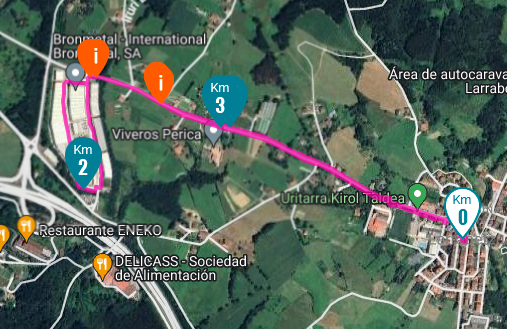 Bronmetal - International
Bronmetal, SA
i
i
Km
3
Área de autocarava
Larrabe
Viveros Perica
Km
2
Uritarra Kirol Taldea
Km
0
Restaurante ENEKO
DELICASS - Sociedad
de Alimentación